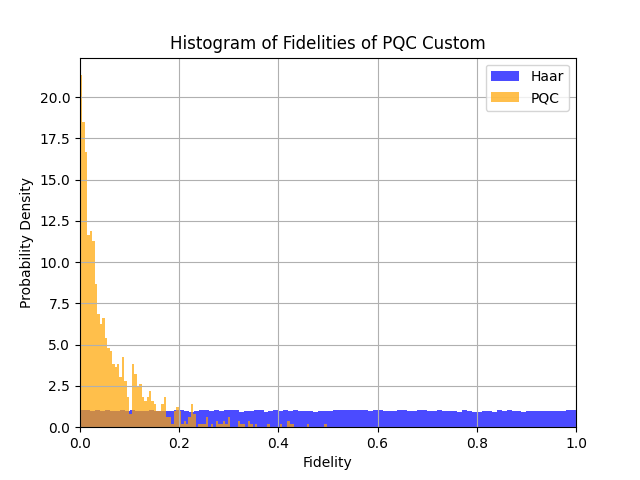 Histogram of Fidelities of PQC Custom
Haar
PQC
Probability Density
20.0
17.5
15.0
12.5
10.0
7.5
5.0
2.5
0.0
0.0 0.2 0.4 0.6 0.8 1.0
Fidelity